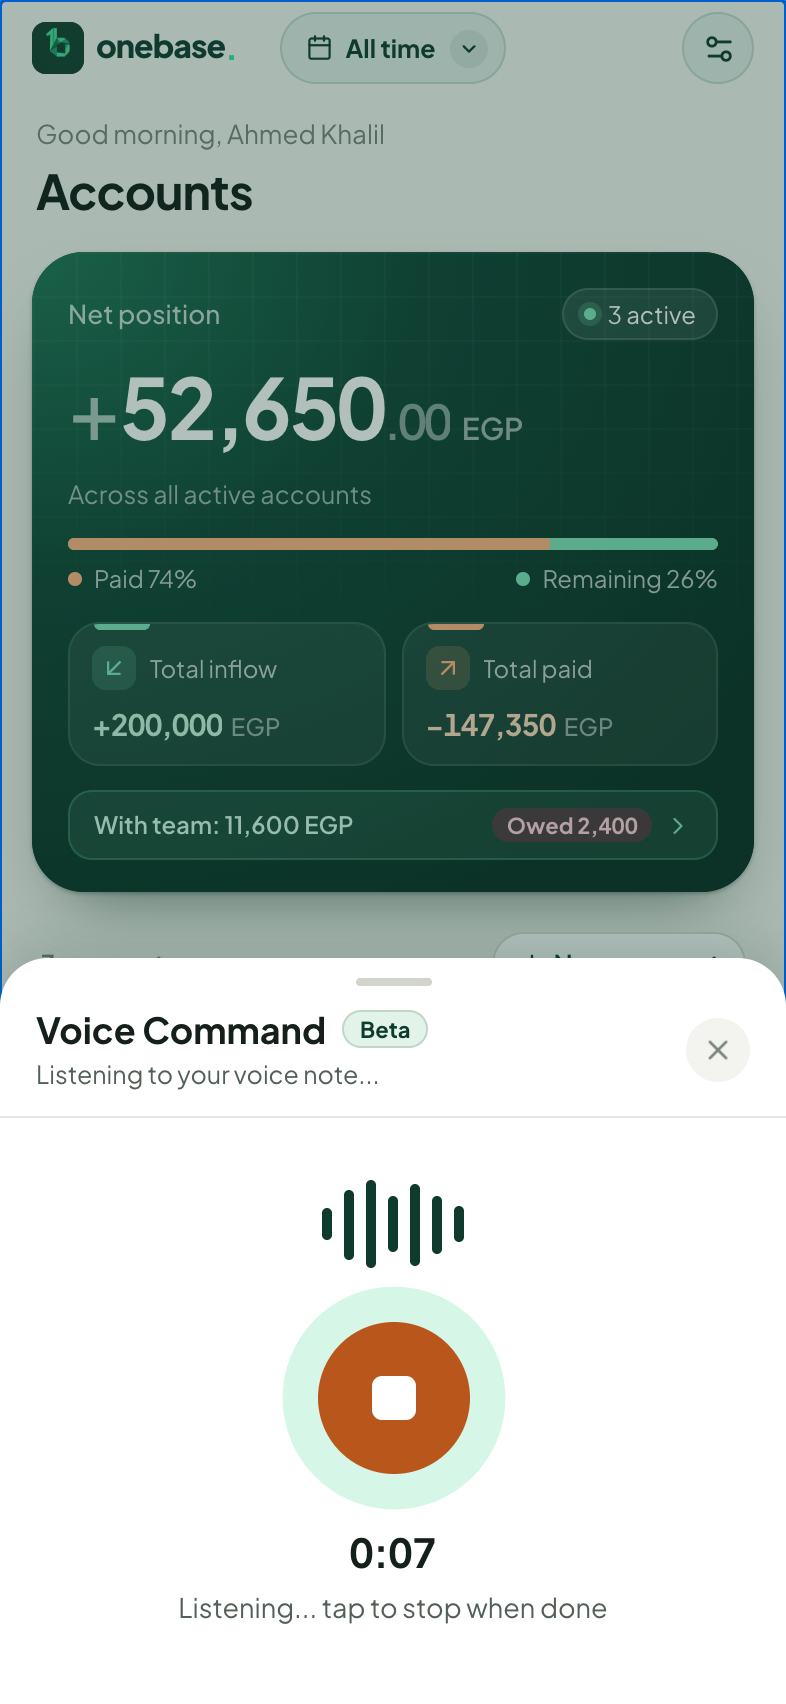 onebase.
All time
Good morning, Ahmed Khalil
Accounts
Net position
3 active
+52,650.00 EGP
Across all active accounts
Paid 74%
Remaining 26%
Total inflow
+200,000 EGP
Total paid
−147,350 EGP
With team: 11,600 EGP
Owed 2,400
Voice Command
Beta
Listening to your voice note...
0:07
Listening... tap to stop when done